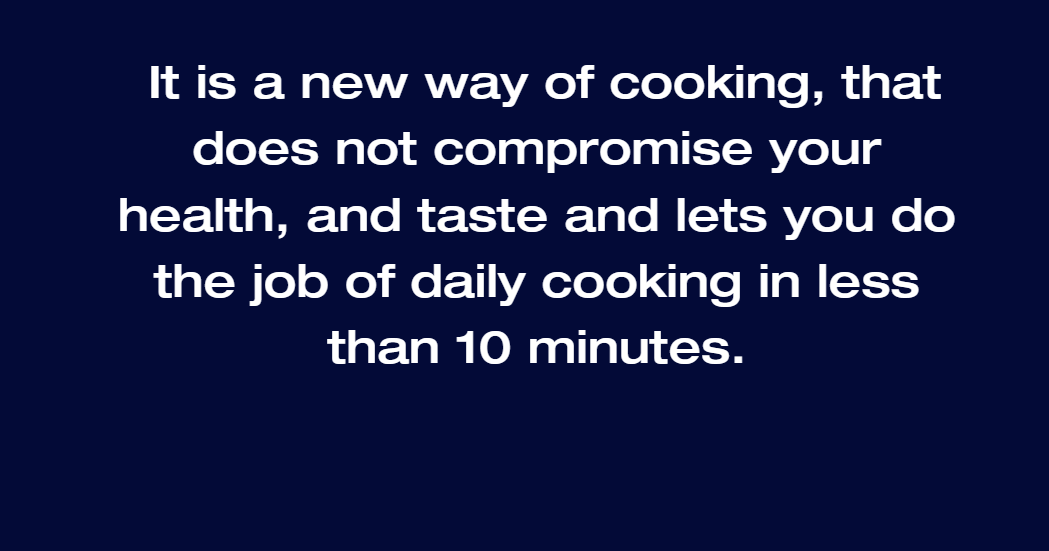 It is a new way of cooking, that
does not compromise your
health, and taste and lets you do
the job of daily cooking in less
than 10 minutes.